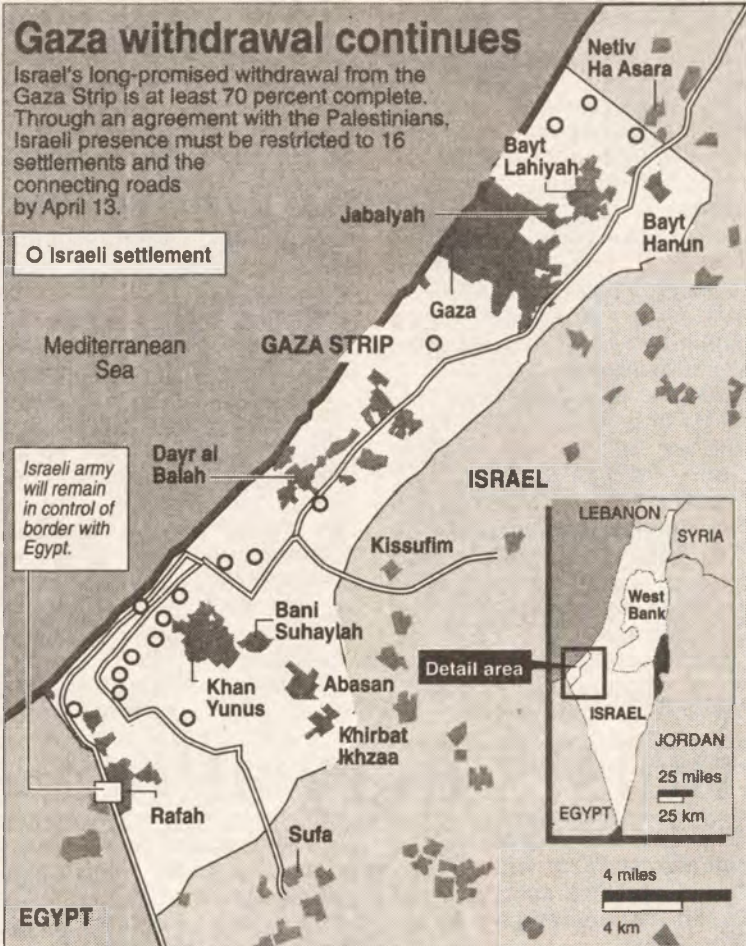 Gaza withdrawal continues
Israel's long-promised withdrawal from the
Gaza Strip is at least 70 percent complete.
Through an agreement with the Palestinians,
Israeli presence must be restricted to 16
settlements and the
connecting roads
by April 13.
O Israeli settlement
Netiv
Ha Asara
Bayt
Lahiyah
Jabalyah
Bayt
Hanun
Gaza
Mediterranean
Sea
GAZA STRIP
Dayr al
Balah
ISRAEL
Israeli army
will remain
in control of
border with
Egypt.
Kissufim
Bani
Suhaylah
Khan
Yunus
Abasan
Khirbat
Ikhzaa
Rafah
Sufa
EGYPT
LEBANON
SYRIA
West
Bank
Detail area
ISRAEL
JORDAN
25 miles
25 km
EGYPT
4 miles
4 km